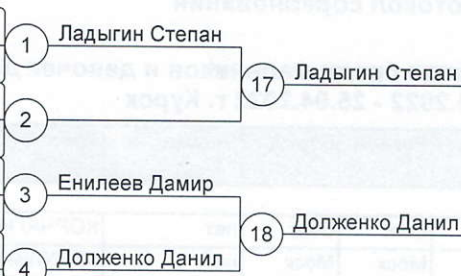 1
Ладыгин Степан
17
Ладыгин Степан
2
3
Енилеев Дамир
18
Долженко Данил
4
Долженко Данил